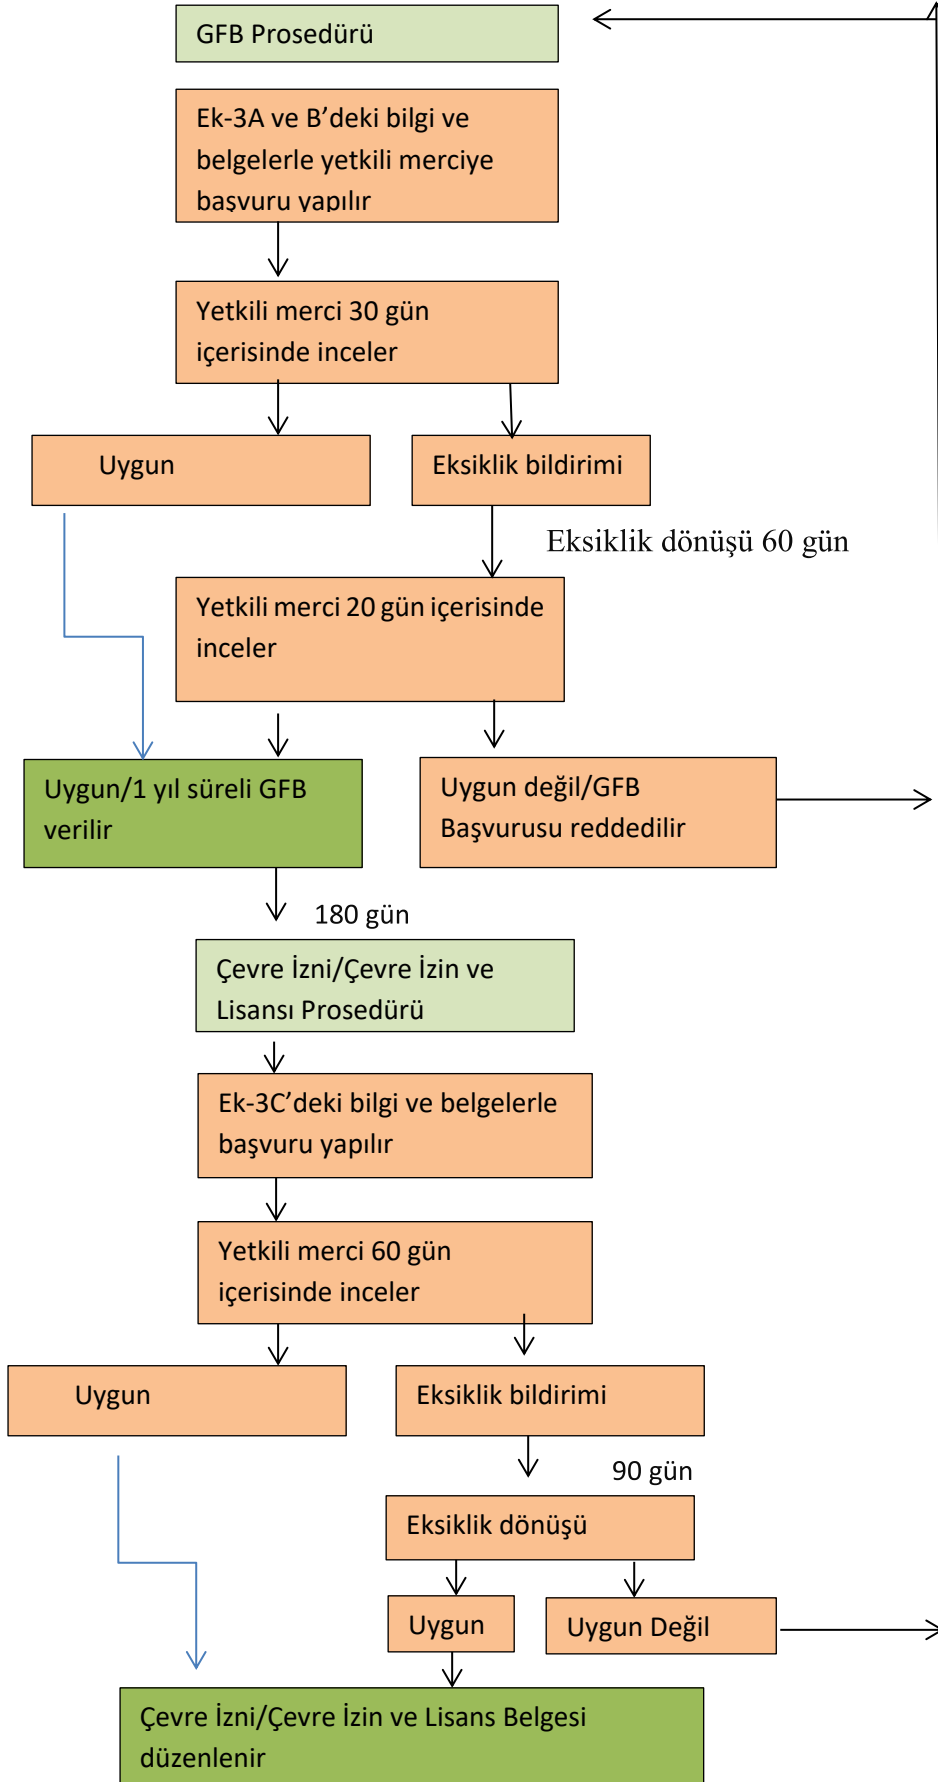 GFB Prosedürü
Ek-3A ve B’deki bilgi ve
belgelerle yetkili merciye
başvuru yapılır
Yetkili merci 30 gün
içerisinde inceler
Uygun
Eksiklik bildirimi
Eksiklik dönüşü 60 gün
Yetkili merci 20 gün içerisinde
inceler
Uygun/1 yıl süreli GFB
verilir
Uygun değil/GFB
Başvurusu reddedilir
180 gün
Çevre İzni/Çevre İzin ve
Lisansı Prosedürü
Ek-3C’deki bilgi ve belgelerle
başvuru yapılır
Yetkili merci 60 gün
içerisinde inceler
Uygun
Eksiklik bildirimi
90 gün
Eksiklik dönüşü
Uygun
Uygun Değil
Çevre İzni/Çevre İzin ve Lisans Belgesi
düzenlenir